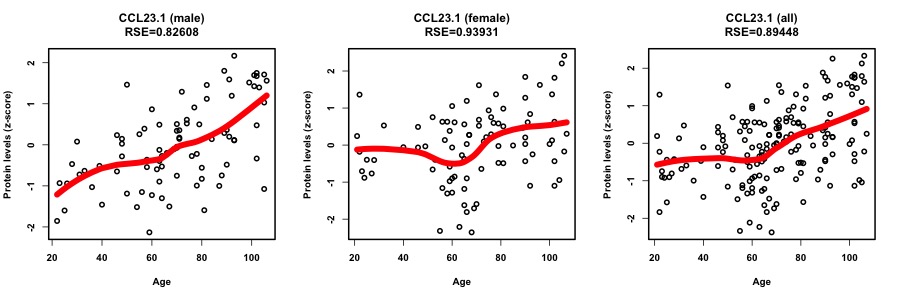 CCL23.1 (male)
RSE=0.82608
Protein levels (z-score)
2
1
0
-1
-2
20
40
60
80
100
Age
CCL23.1 (female)
RSE=0.93931
Protein levels (z-score)
2
1
0
-1
-2
20
40
60
80
100
Age
CCL23.1 (all)
RSE=0.89448
Protein levels (z-score)
2
1
0
-1
-2
20
40
60
80
100
Age